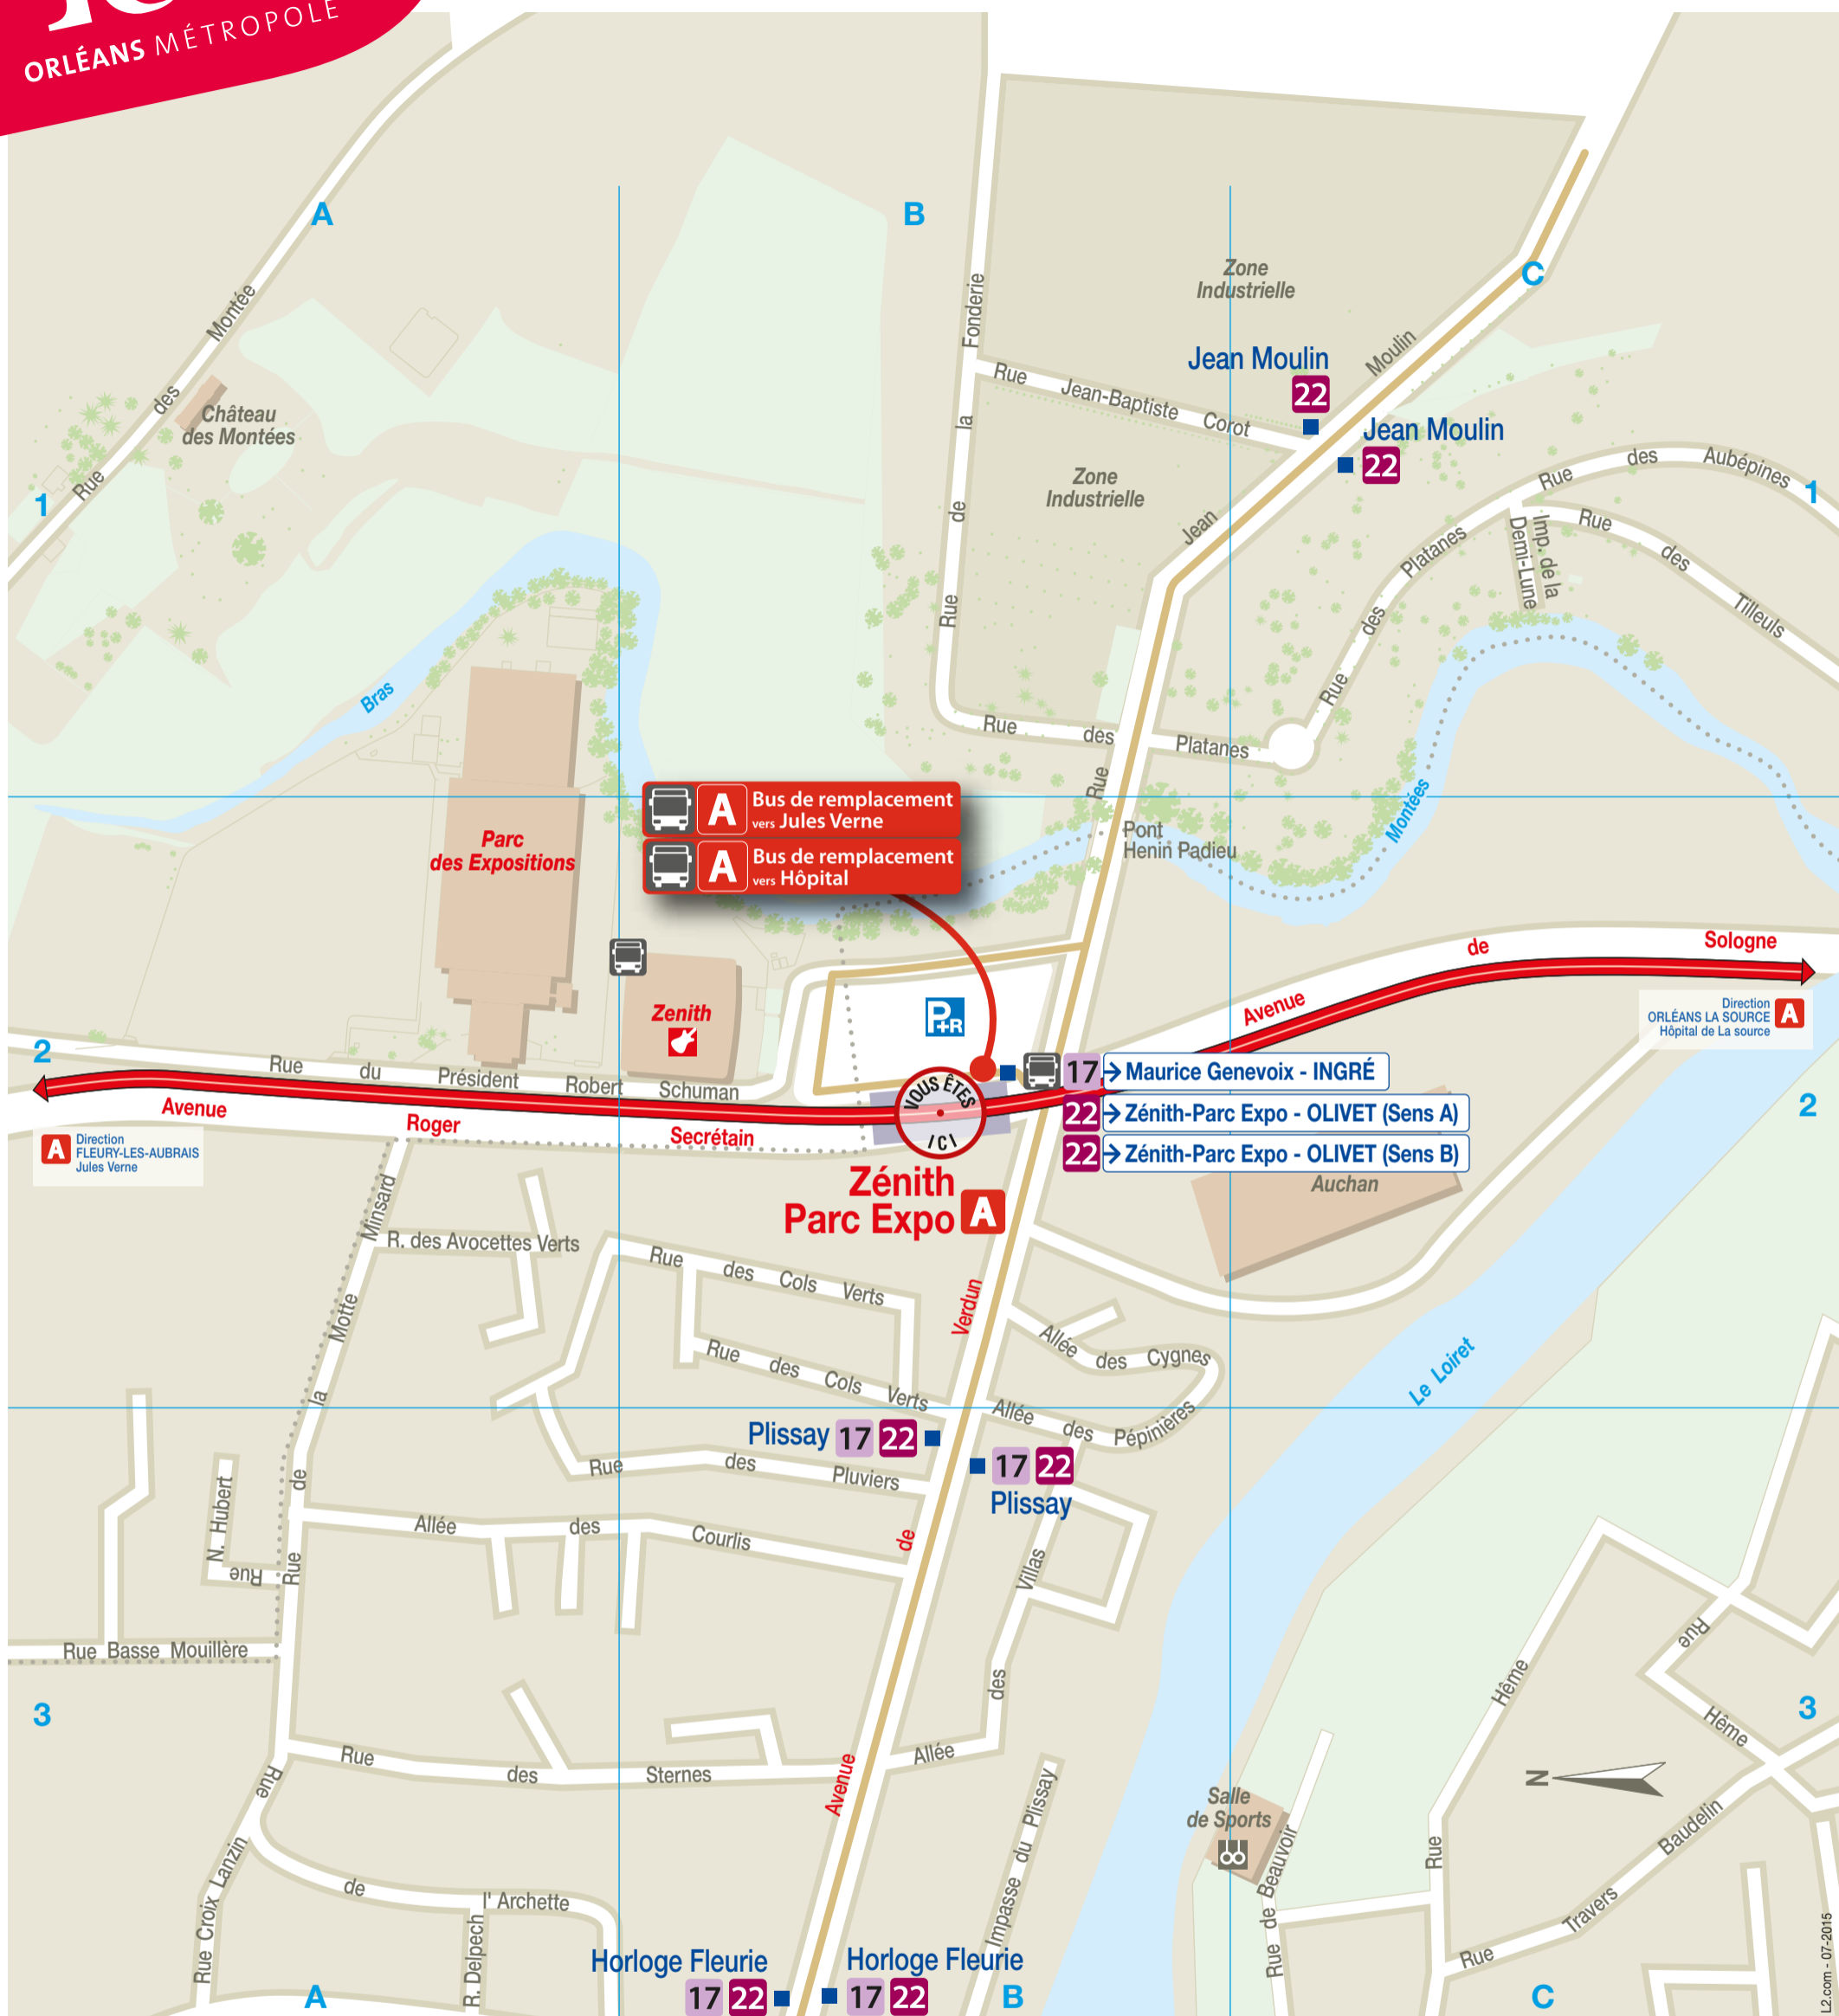 ORLÉANS MÉTROPOLE
A
B
C
Rue des Montée
Château
des Montées
Rue de la Fonderie
Zone
Industrielle
Jean Moulin
22
Jean Moulin
22
Rue Jean-Baptiste Corot
Zone
Industrielle
Rue Jean Moulin
1
1
Rue des Aubépines
Rue des Tilleuls
Imp. de la
Demi-Lune
Rue des Platanes
Rue des Platanes
Bras
Montées
Pont
Henin Padieu
A Bus de remplacement
vers Jules Verne
A Bus de remplacement
vers Hôpital
Parc
des Expositions
Zenith
P+R
Avenue de Sologne
Direction
ORLÉANS LA SOURCE
Hôpital de La source
A
2
2
Rue du Président Robert Schuman
Avenue Roger Secrétain
A
Direction
FLEURY-LES-AUBRAIS
Jules Verne
VOUS ÊTES
ICI
17 → Maurice Genevoix - INGRÉ
22 → Zénith-Parc Expo - OLIVET (Sens A)
22 → Zénith-Parc Expo - OLIVET (Sens B)
Auchan
Zénith
Parc Expo A
Rue de la Motte Minsard
R. des Avocettes Verts
Rue des Cols Verts
Rue des Cols Verts
Avenue de Verdun
Allée des Cygnes
Allée des Pépinières
Le Loiret
Plissay 17 22
17 22
Plissay
Rue des Pluviers
Allée des Courlis
Rue N. Hubert
Rue Basse Mouillère
Allée des Villas
3
3
Rue des Sternes
Rue de l' Archette
Rue Croix Lanzin
R. Delpech
Impasse du Plissay
Salle
de Sports
Rue de Beauvoir
Rue Hême
Rue Hême
N
Rue Travers Baudelin
Horloge Fleurie
17 22
Horloge Fleurie
17 22
A
B
C
L2.com - 07-2015